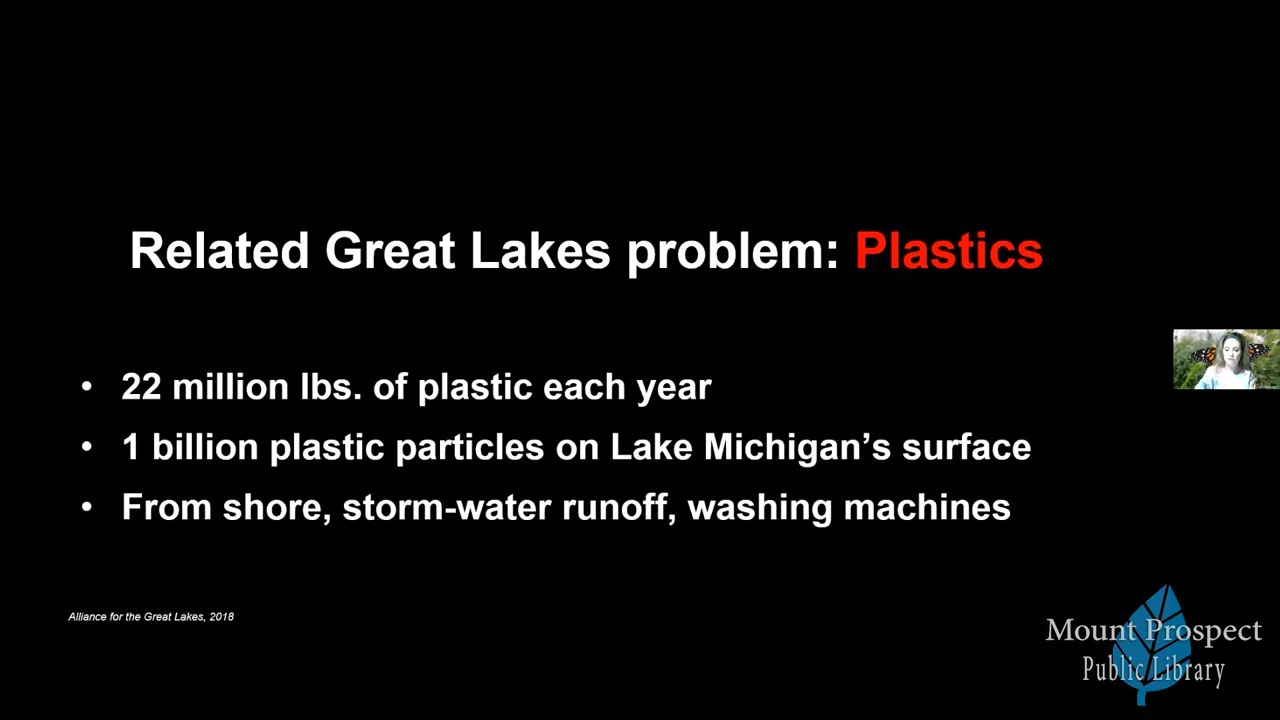 Related Great Lakes problem: Plastics
• 22 million lbs. of plastic each year
• 1 billion plastic particles on Lake Michigan’s surface
• From shore, storm-water runoff, washing machines
Alliance for the Great Lakes, 2018
Mount Prospect
Public Library